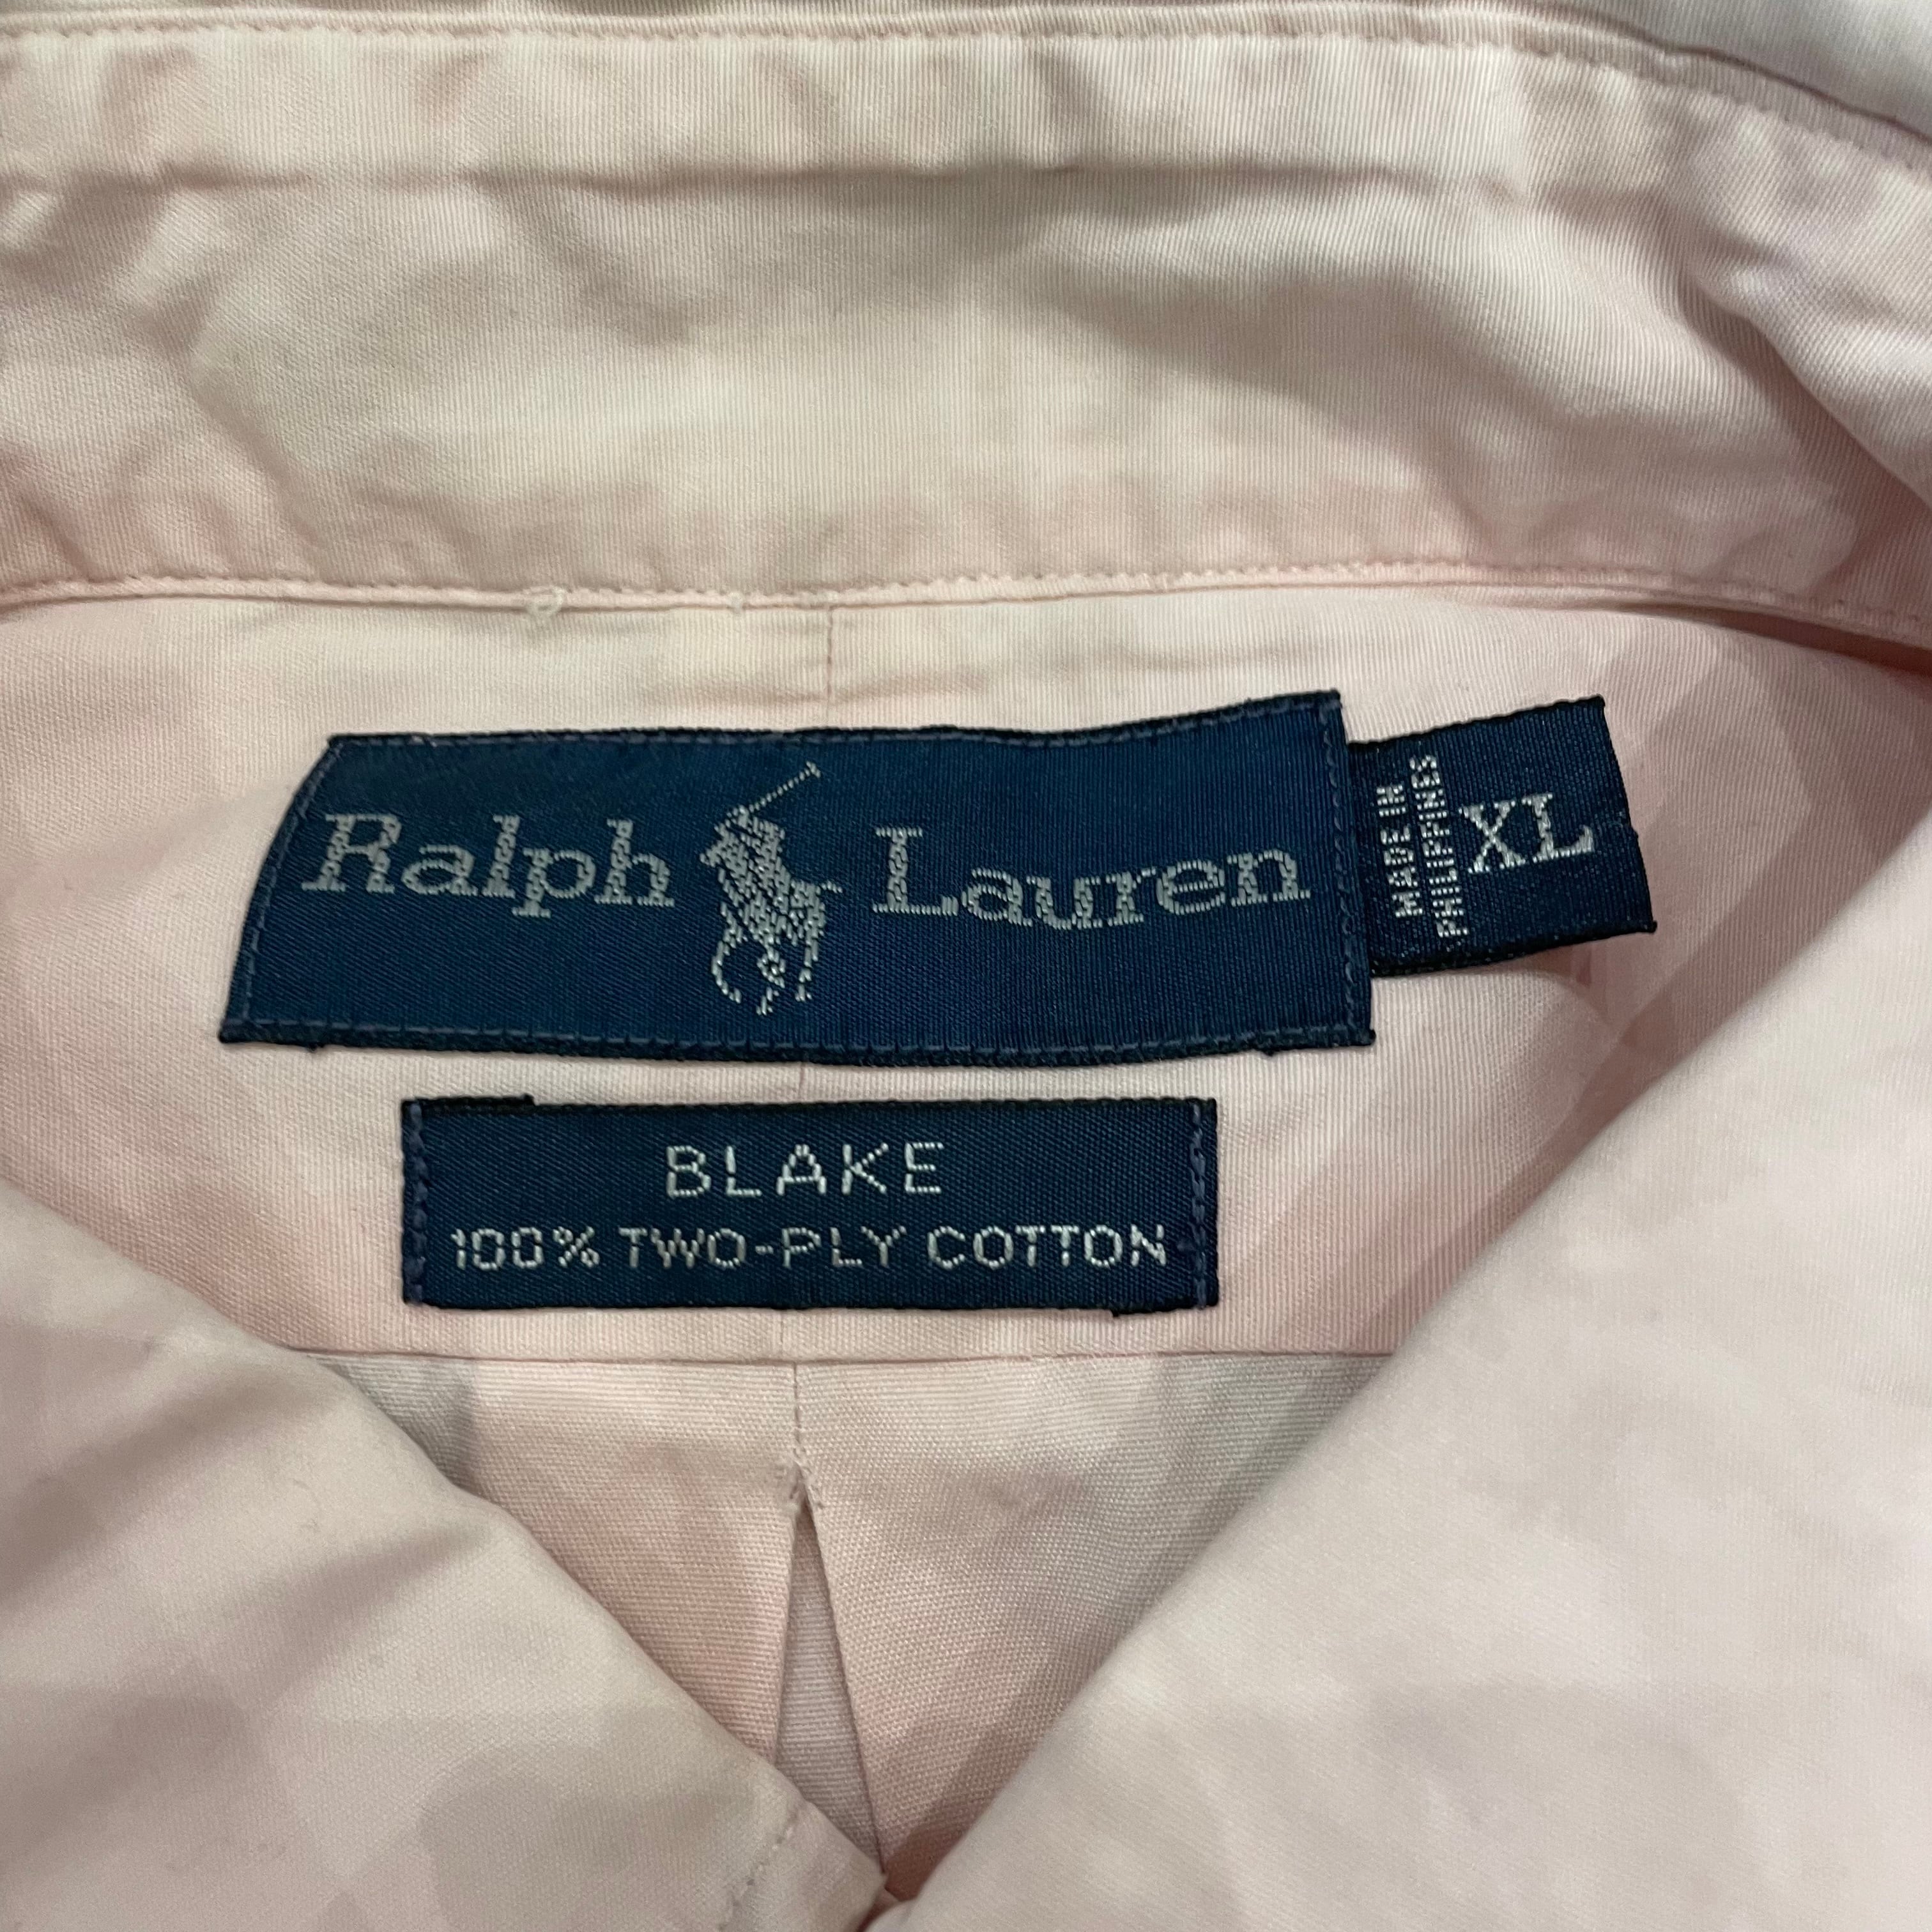 Ralph Lauren
MADE IN
PHILIPPINES
XL
BLAKE
100% TWO-PLY COTTON